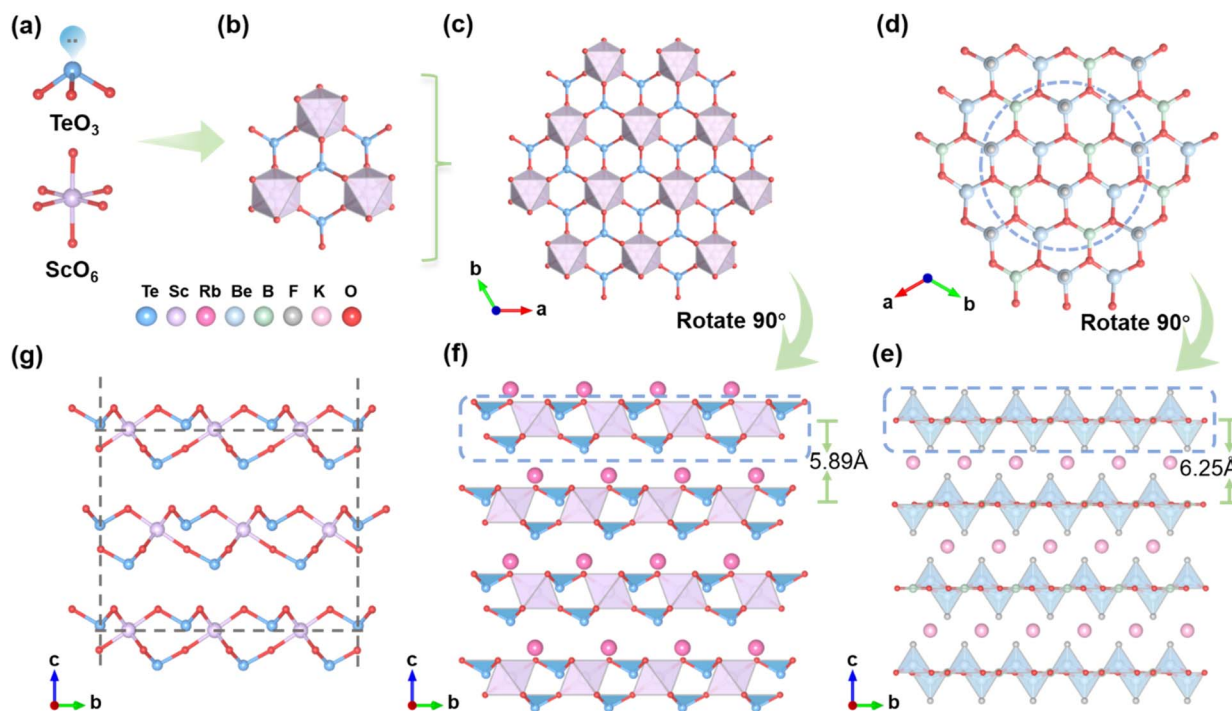 (a)
TeO3
ScO6
(b)
Te Sc Rb Be B F K O
(c)
b
a
Rotate 90°
(d)
a
b
Rotate 90°
(g)
c
b
(f)
5.89Å
c
b
(e)
6.25Å
c
b